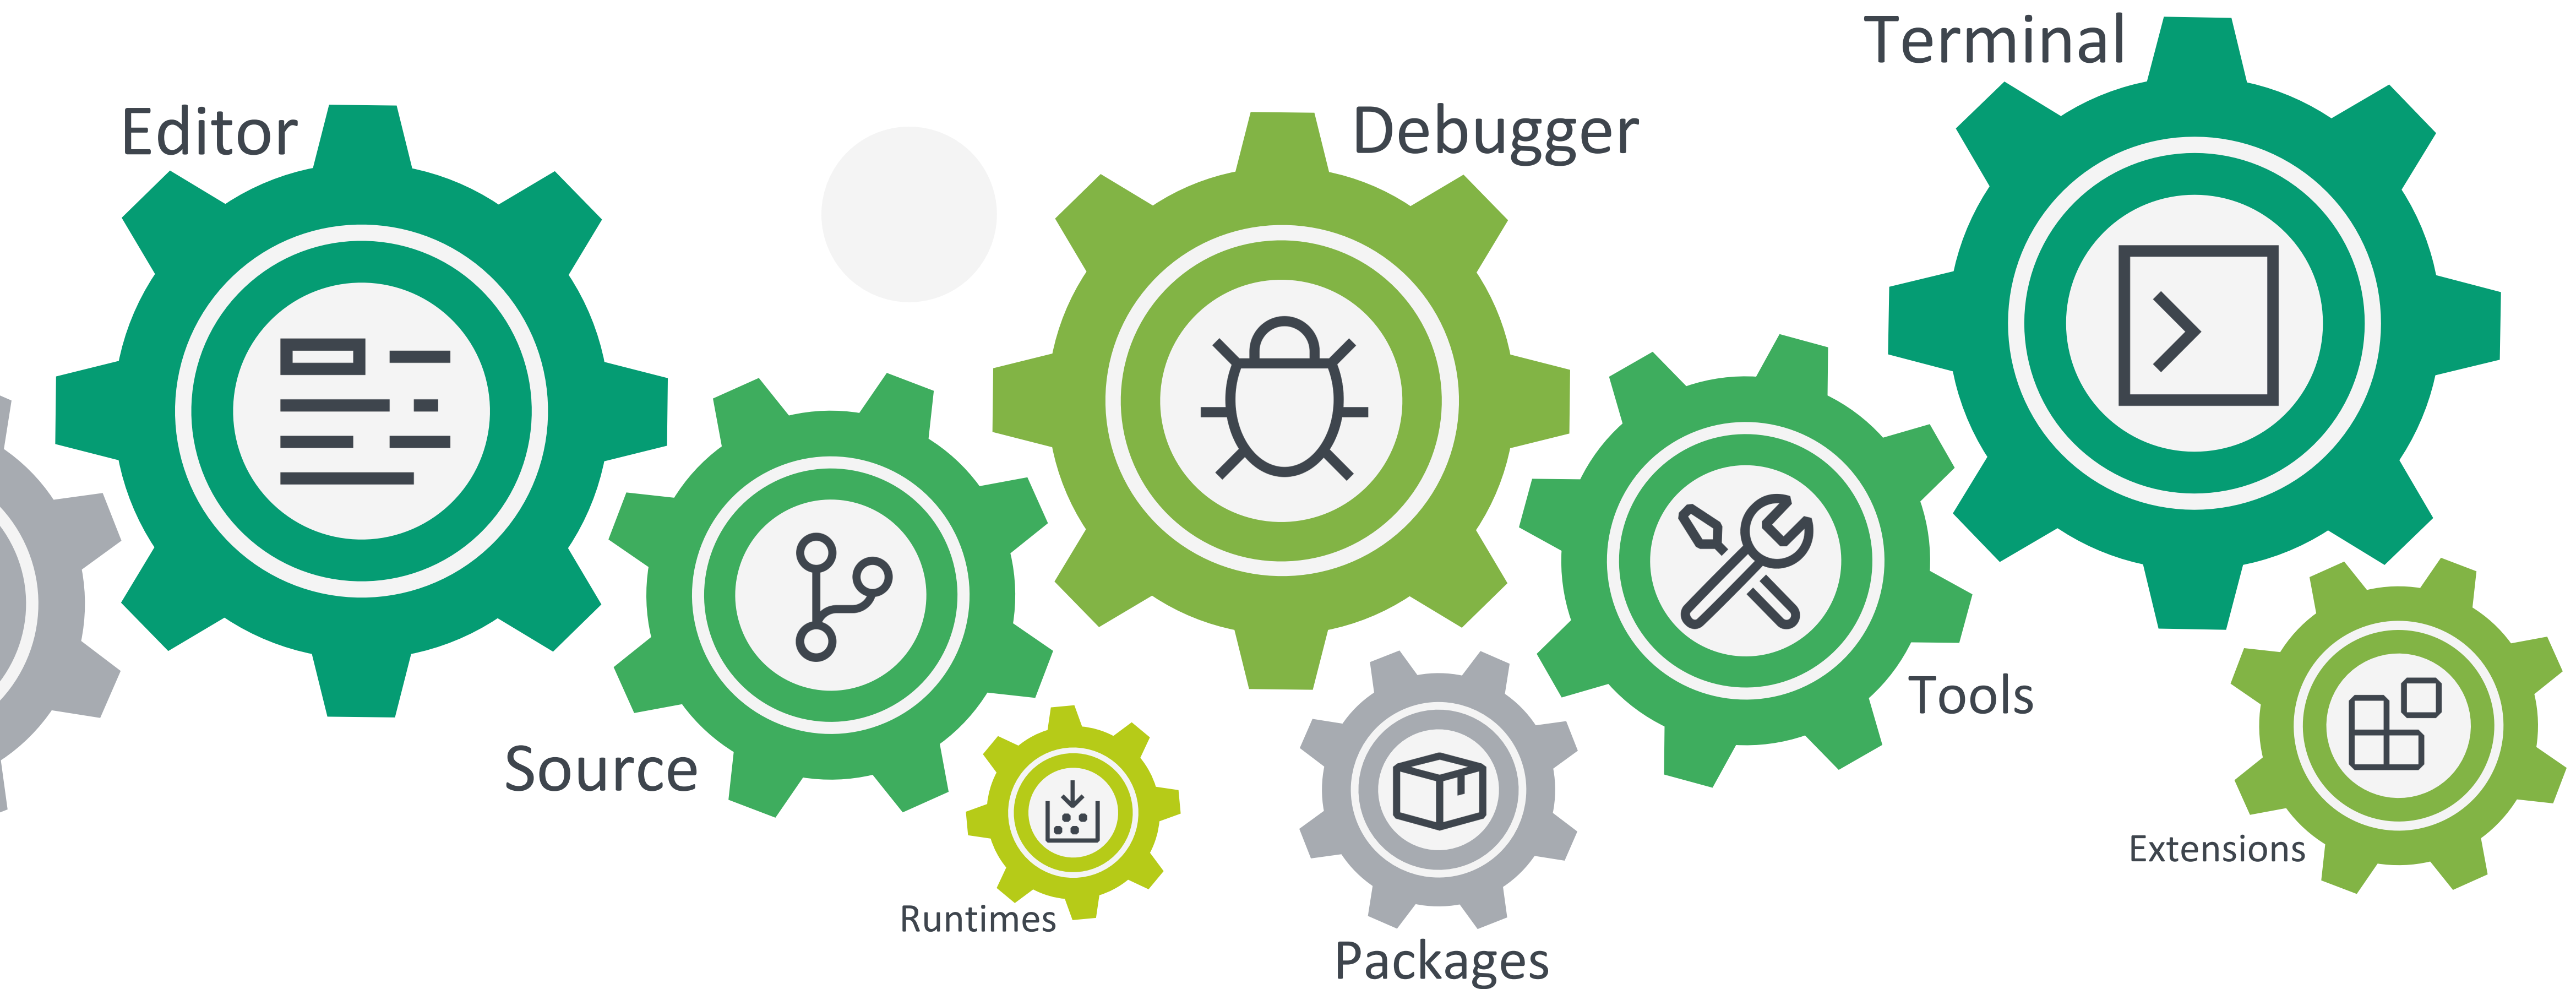 Editor
Debugger
Terminal
Source
Tools
Runtimes
Packages
Extensions